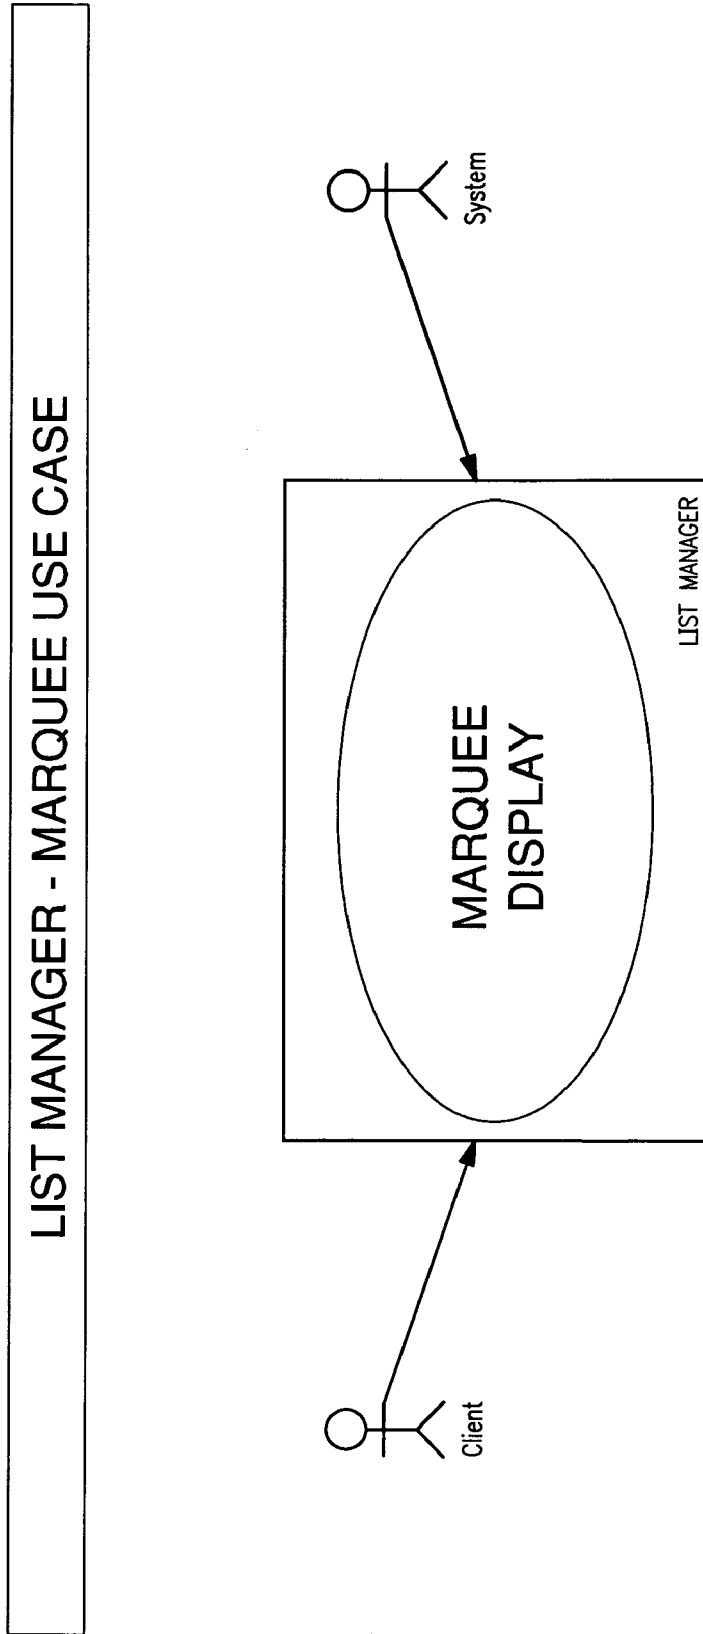 LIST MANAGER - MARQUEE USE CASE
Client
MARQUEE
DISPLAY
LIST MANAGER
System